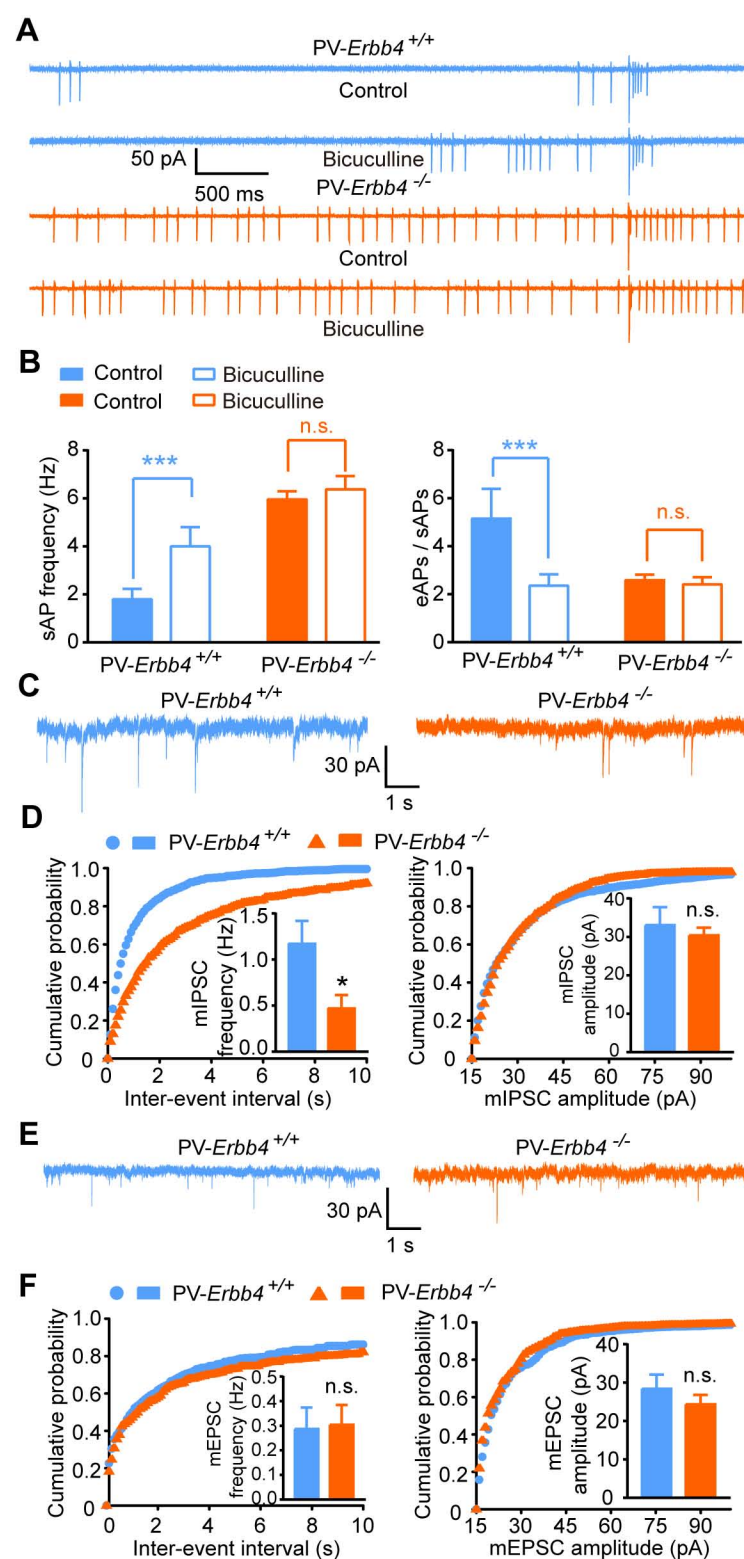 A
PV-Erbb4 +/+
Control
50 pA
Bicuculline
500 ms
PV-Erbb4 -/-
Control
Bicuculline
B
Control Bicuculline
Control Bicuculline
sAP frequency (Hz)
8
6
4
2
0
***
n.s.
PV-Erbb4 +/+ PV-Erbb4 -/-
eAPs / sAPs
8
6
4
2
0
***
n.s.
PV-Erbb4 +/+ PV-Erbb4 -/-
C
PV-Erbb4 +/+ PV-Erbb4 -/-
30 pA
1 s
D
PV-Erbb4 +/+ PV-Erbb4 -/-
Cumulative probability
1.0
0.8
0.6
0.4
0.2
0
0 2 4 6 8 10
Inter-event interval (s)
mIPSC
frequency (Hz)
1.5
1.0
0.5
0.0
*
Cumulative probability
1.0
0.8
0.6
0.4
0.2
0
15 30 45 60 75 90
mIPSC amplitude (pA)
mIPSC
amplitude (pA)
40
30
20
10
0
n.s.
E
PV-Erbb4 +/+ PV-Erbb4 -/-
30 pA
1 s
F
PV-Erbb4 +/+ PV-Erbb4 -/-
Cumulative probability
1.0
0.8
0.6
0.4
0.2
0
0 2 4 6 8 10
Inter-event interval (s)
mEPSC
frequency (Hz)
0.5
0.4
0.3
0.2
0.1
0.0
n.s.
Cumulative probability
1.0
0.8
0.6
0.4
0.2
0
15 30 45 60 75 90
mEPSC amplitude (pA)
mEPSC
amplitude (pA)
40
30
20
10
0
n.s.